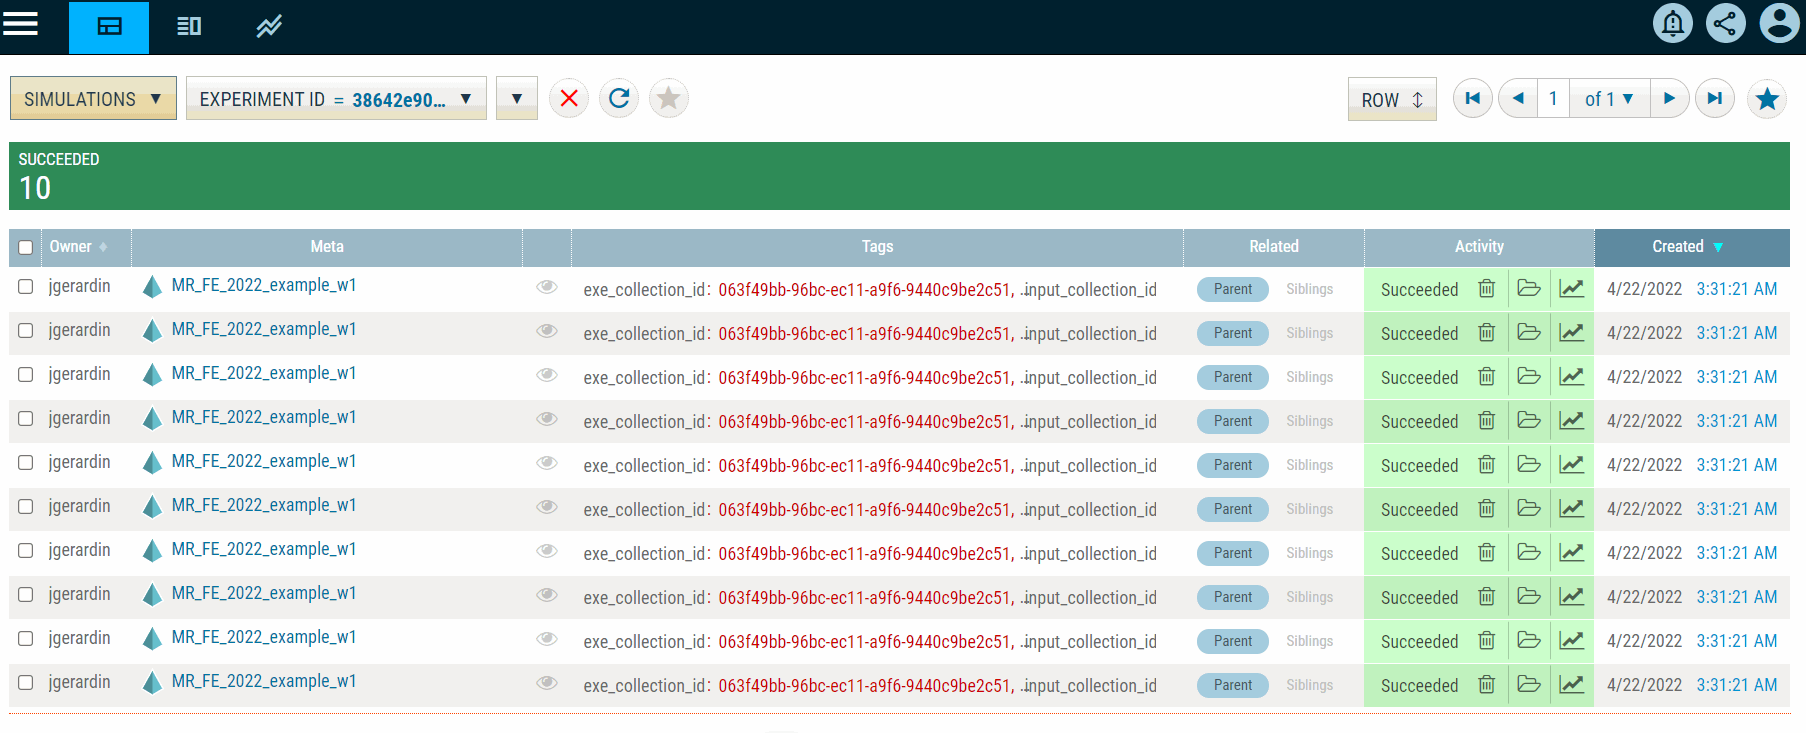 SIMULATIONS ▼ EXPERIMENT ID = 38642e90... ▼ ▼ ROW 1 of 1 ▼
SUCCEEDED
10
Owner Meta Tags Related Activity Created ▼
jgerardin MR_FE_2022_example_w1 exe_collection_id: 063f49bb-96bc-ec11-a9f6-9440c9be2c51, ...input_collection_id Parent Siblings Succeeded 4/22/2022 3:31:21 AM
jgerardin MR_FE_2022_example_w1 exe_collection_id: 063f49bb-96bc-ec11-a9f6-9440c9be2c51, ...input_collection_id Parent Siblings Succeeded 4/22/2022 3:31:21 AM
jgerardin MR_FE_2022_example_w1 exe_collection_id: 063f49bb-96bc-ec11-a9f6-9440c9be2c51, ...input_collection_id Parent Siblings Succeeded 4/22/2022 3:31:21 AM
jgerardin MR_FE_2022_example_w1 exe_collection_id: 063f49bb-96bc-ec11-a9f6-9440c9be2c51, ...input_collection_id Parent Siblings Succeeded 4/22/2022 3:31:21 AM
jgerardin MR_FE_2022_example_w1 exe_collection_id: 063f49bb-96bc-ec11-a9f6-9440c9be2c51, ...input_collection_id Parent Siblings Succeeded 4/22/2022 3:31:21 AM
jgerardin MR_FE_2022_example_w1 exe_collection_id: 063f49bb-96bc-ec11-a9f6-9440c9be2c51, ...input_collection_id Parent Siblings Succeeded 4/22/2022 3:31:21 AM
jgerardin MR_FE_2022_example_w1 exe_collection_id: 063f49bb-96bc-ec11-a9f6-9440c9be2c51, ...input_collection_id Parent Siblings Succeeded 4/22/2022 3:31:21 AM
jgerardin MR_FE_2022_example_w1 exe_collection_id: 063f49bb-96bc-ec11-a9f6-9440c9be2c51, ...input_collection_id Parent Siblings Succeeded 4/22/2022 3:31:21 AM
jgerardin MR_FE_2022_example_w1 exe_collection_id: 063f49bb-96bc-ec11-a9f6-9440c9be2c51, ...input_collection_id Parent Siblings Succeeded 4/22/2022 3:31:21 AM
jgerardin MR_FE_2022_example_w1 exe_collection_id: 063f49bb-96bc-ec11-a9f6-9440c9be2c51, ...input_collection_id Parent Siblings Succeeded 4/22/2022 3:31:21 AM